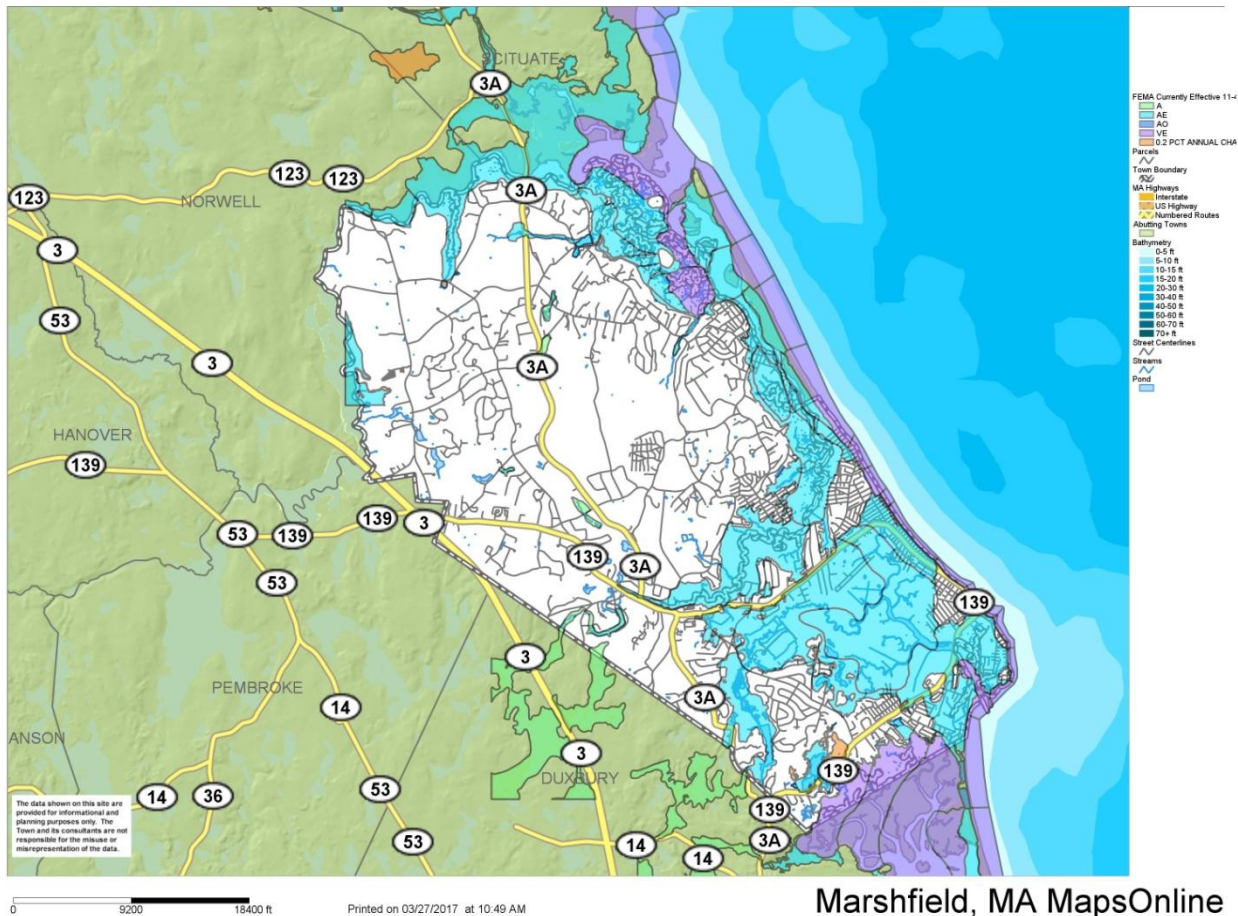 SCITUATE
3A
123
123
3A
123
NORWELL
3
53
3
3A
HANOVER
139
139
3
53
139
139
3A
53
139
3
PEMBROKE
3A
14
ANSON
3
DUXBURY
139
53
14
36
139
14
3A
53
14
The data shown on this site are
provided for informational and
planning purposes only. The
Town and its consultants are not
responsible for the misuse or
misrepresentation of the data.
FEMA Currently Effective 11-4
A
AE
AO
VE
0.2 PCT ANNUAL CHA
Parcels
Town Boundary
MA Highways
Interstate
US Highway
Numbered Routes
Abutting Towns
Bathymetry
0-5 ft
5-10 ft
10-15 ft
15-20 ft
20-30 ft
30-40 ft
40-50 ft
50-60 ft
60-70 ft
70+ ft
Street Centerlines
Streams
Pond
0 9200 18400 ft
Printed on 03/27/2017 at 10:49 AM
Marshfield, MA MapsOnline